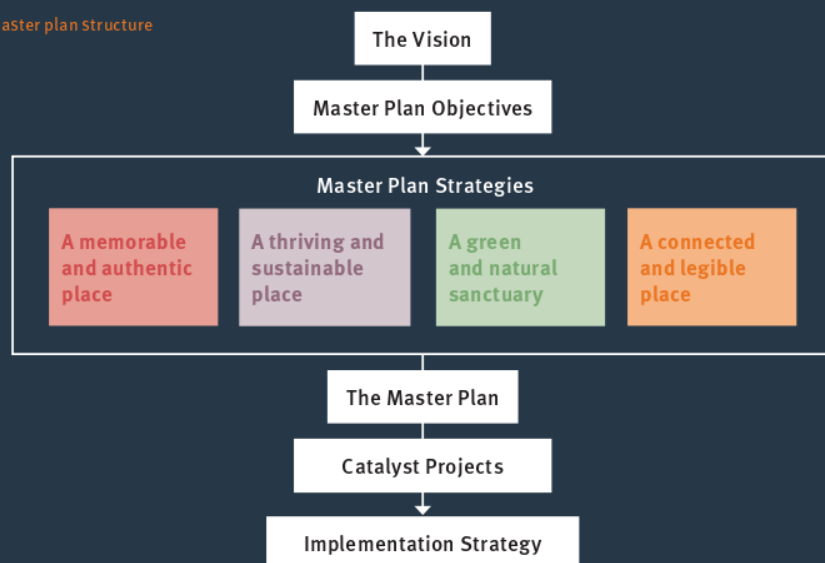 aster plan structure
The Vision
Master Plan Objectives
Master Plan Strategies
A memorable
and authentic
place
A thriving and
sustainable
place
A green
and natural
sanctuary
A connected
and legible
place
The Master Plan
Catalyst Projects
Implementation Strategy